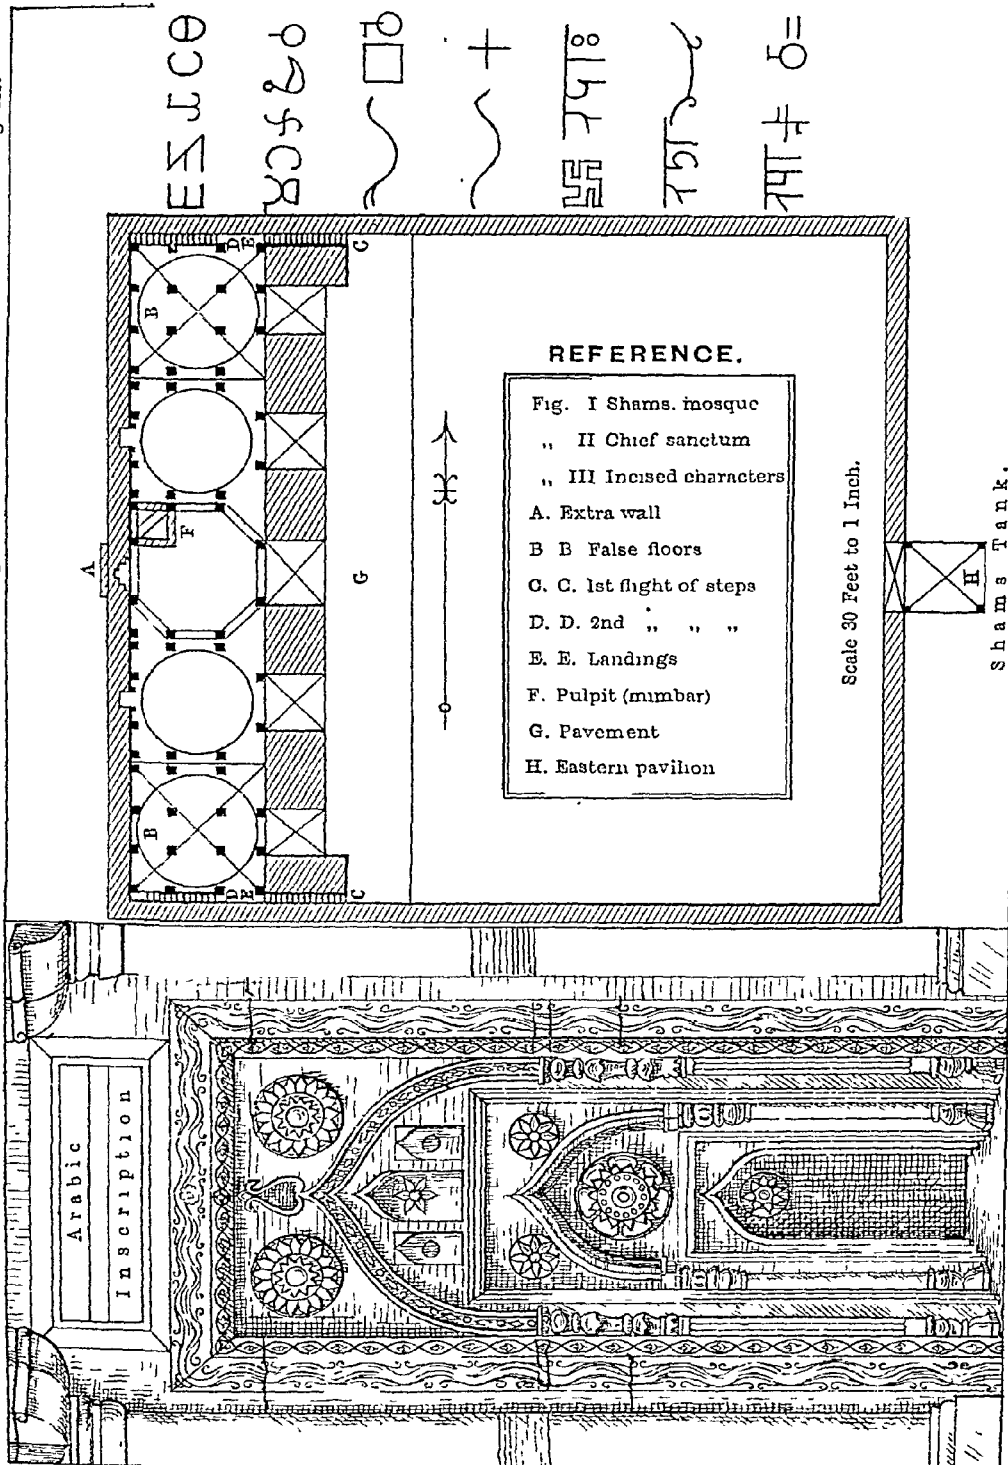 REFERENCE.
Fig. I Shams. mosque
„ II Chief sanctum
„ III Incised characters
A. Extra wall
B B False floors
C. C. 1st flight of steps
D. D. 2nd „ „ „
E. E. Landings
F. Pulpit (mimbar)
G. Pavement
H. Eastern pavilion
Scale 30 Feet to 1 Inch.
Shams Tank.
A
B
B
D
E
C
F
G
D
E
C
H
Arabic
Inscription